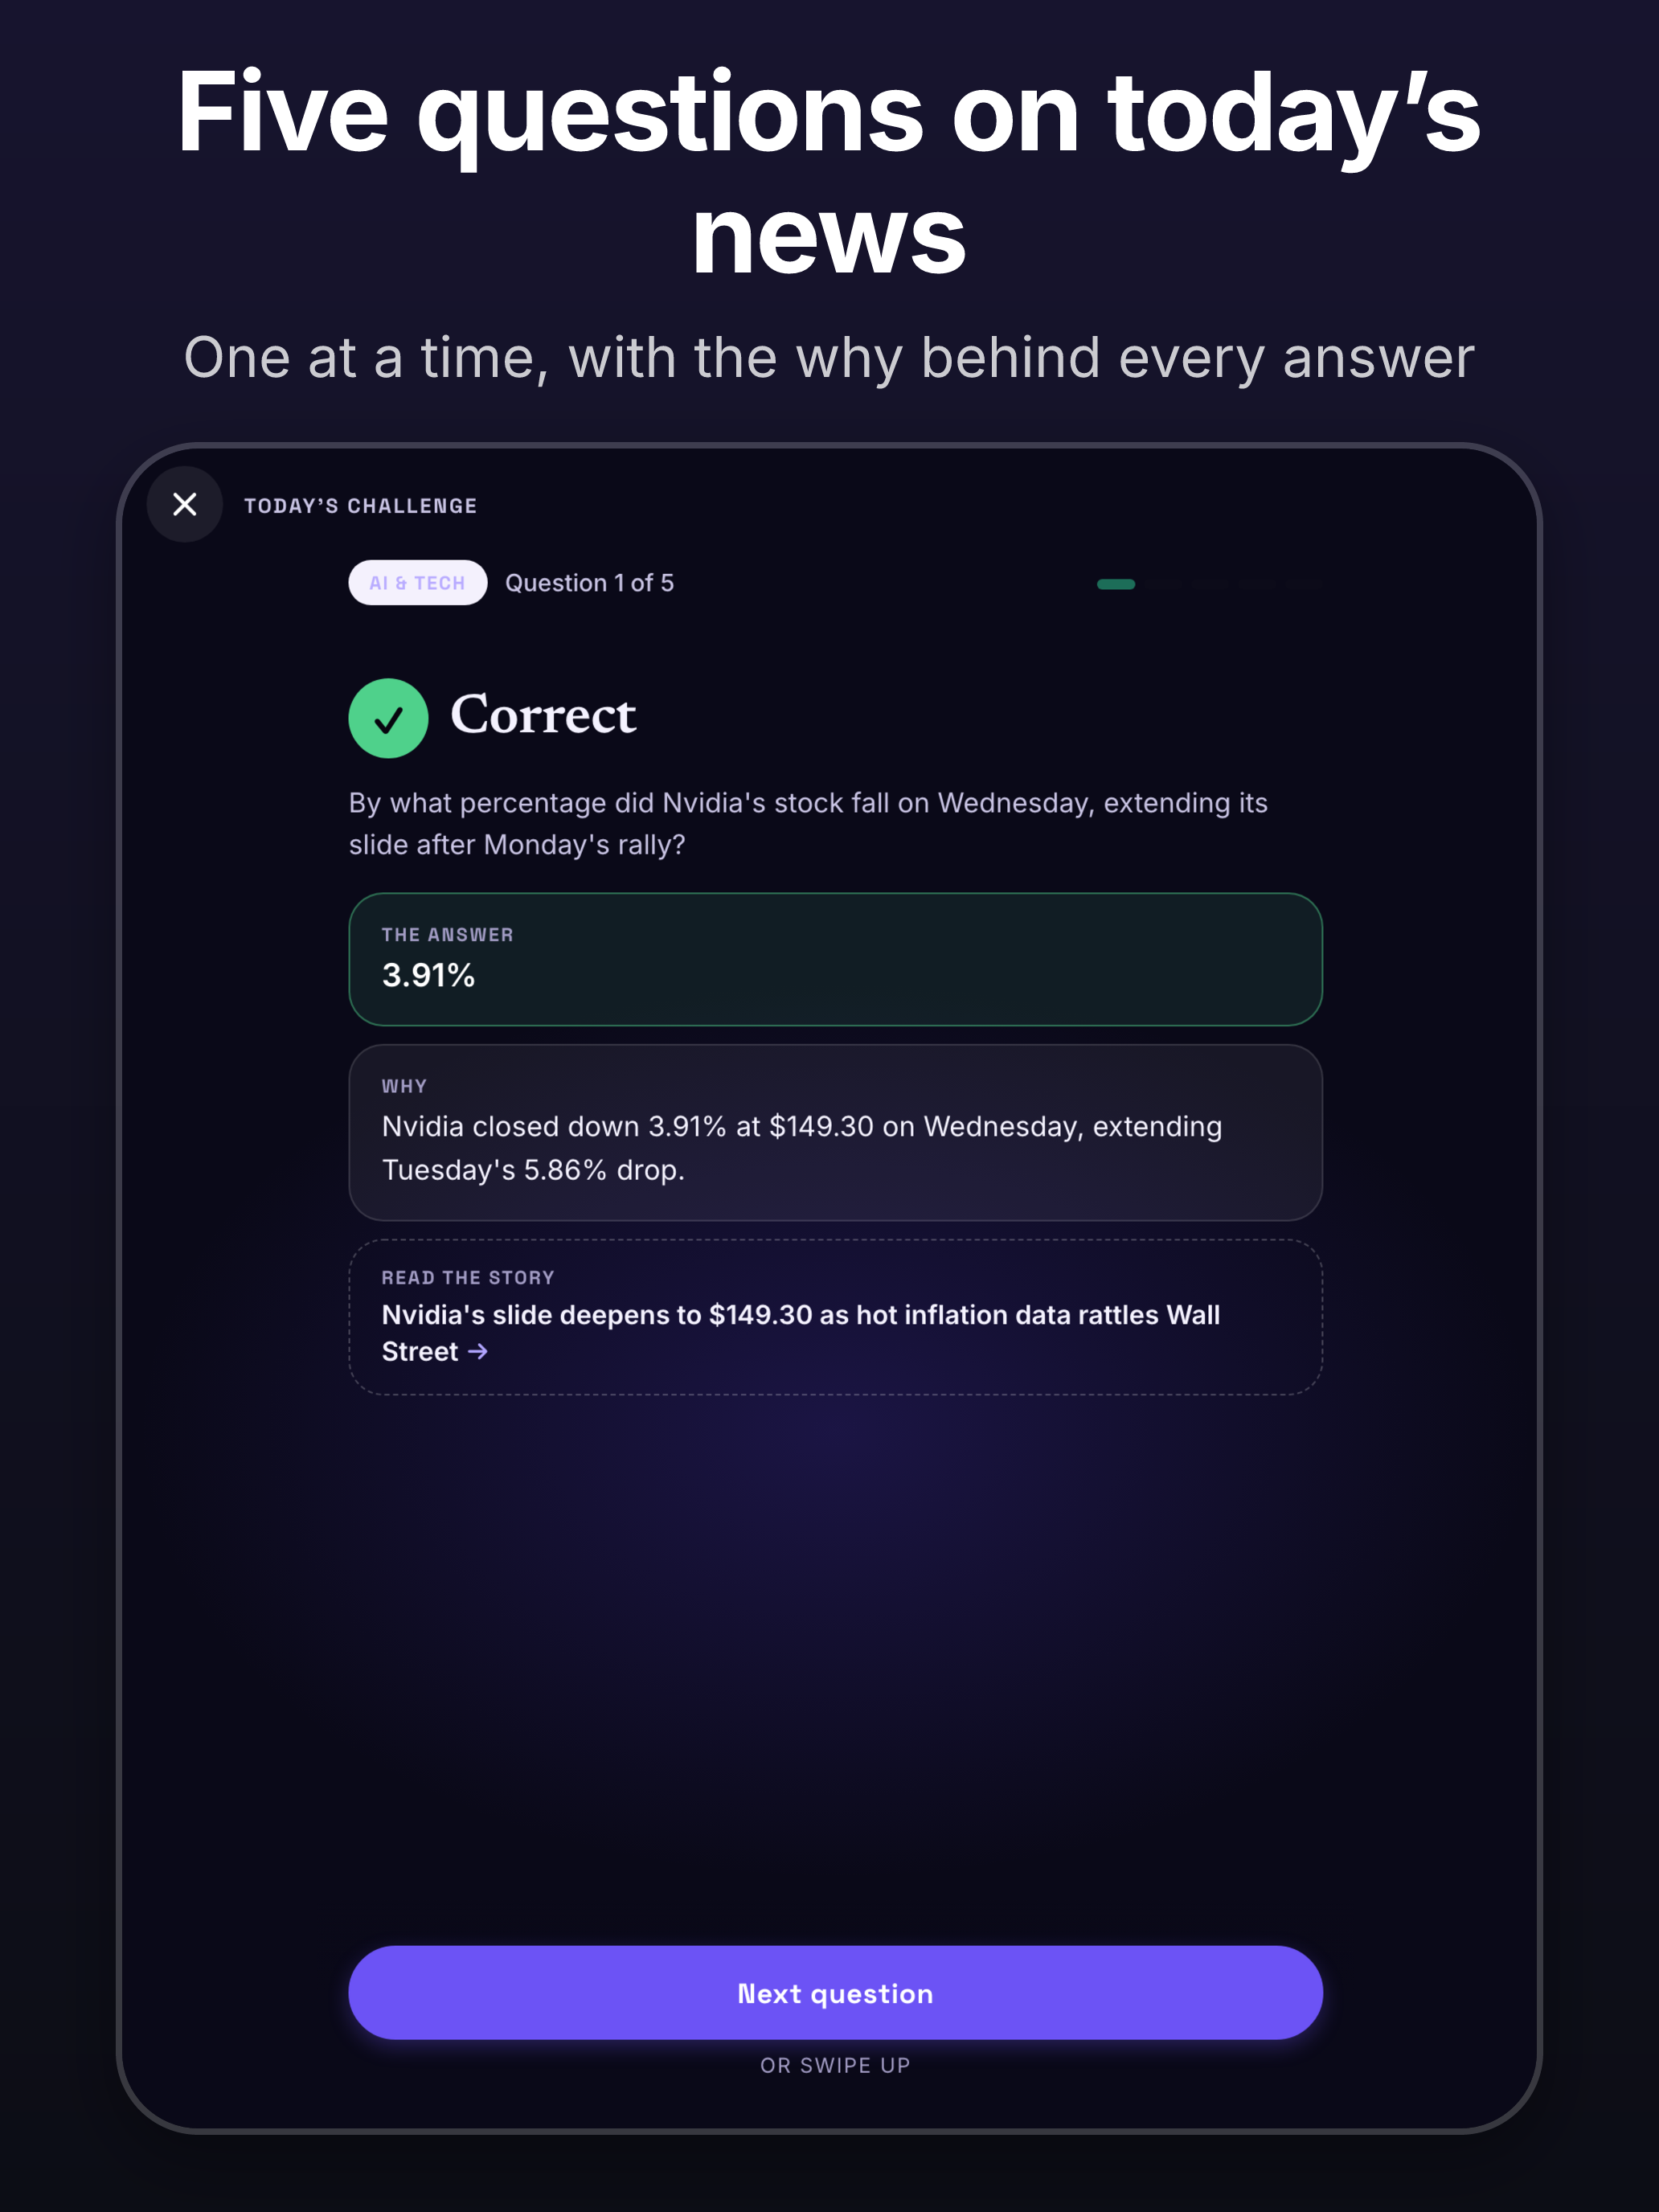 Five questions on today’s
news
One at a time, with the why behind every answer
TODAY’S CHALLENGE
AI & TECH
Question 1 of 5
Correct
By what percentage did Nvidia's stock fall on Wednesday, extending its
slide after Monday's rally?
THE ANSWER
3.91%
WHY
Nvidia closed down 3.91% at $149.30 on Wednesday, extending
Tuesday's 5.86% drop.
READ THE STORY
Nvidia's slide deepens to $149.30 as hot inflation data rattles Wall
Street →
Next question
OR SWIPE UP